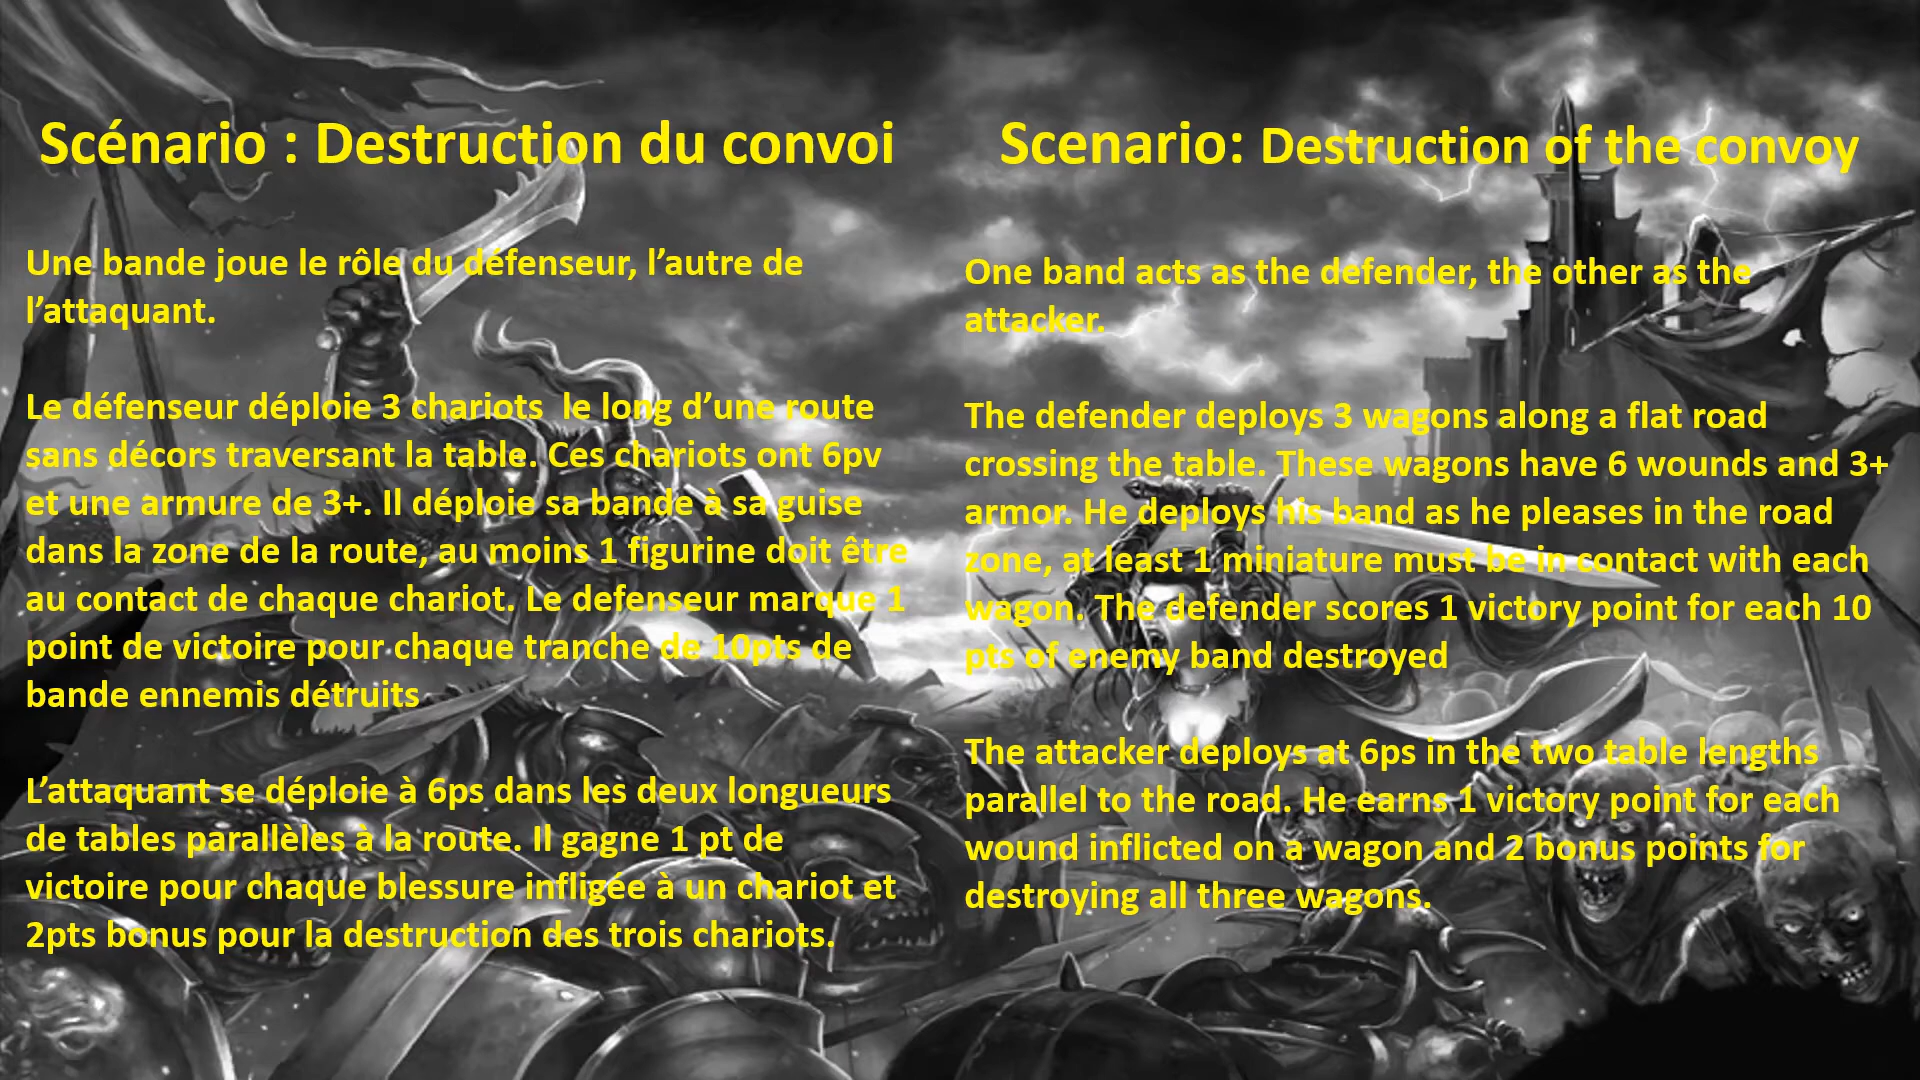 Scénario : Destruction du convoi
Une bande joue le rôle du défenseur, l’autre de
l’attaquant.
Le défenseur déploie 3 chariots  le long d’une route
sans décors traversant la table. Ces chariots ont 6pv
et une armure de 3+. Il déploie sa bande à sa guise
dans la zone de la route, au moins 1 figurine doit être
au contact de chaque chariot. Le defenseur marque 1
point de victoire pour chaque tranche de 10pts de
bande ennemis détruits
L’attaquant se déploie à 6ps dans les deux longueurs
de tables parallèles à la route. Il gagne 1 pt de
victoire pour chaque blessure infligée à un chariot et
2pts bonus pour la destruction des trois chariots.
Scenario: Destruction of the convoy
One band acts as the defender, the other as the
attacker.
The defender deploys 3 wagons along a flat road
crossing the table. These wagons have 6 wounds and 3+
armor. He deploys his band as he pleases in the road
zone, at least 1 miniature must be in contact with each
wagon. The defender scores 1 victory point for each 10
pts of enemy band destroyed
The attacker deploys at 6ps in the two table lengths
parallel to the road. He earns 1 victory point for each
wound inflicted on a wagon and 2 bonus points for
destroying all three wagons.